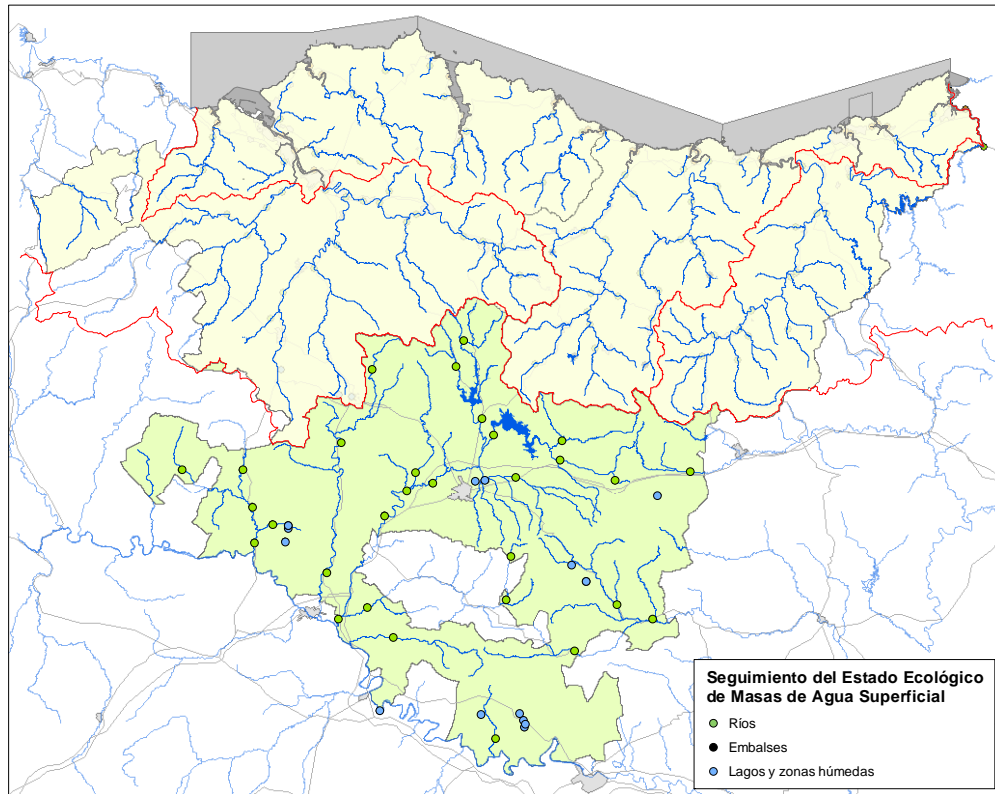 Seguimiento del Estado Ecológico
de Masas de Agua Superficial
Ríos
Embalses
Lagos y zonas húmedas